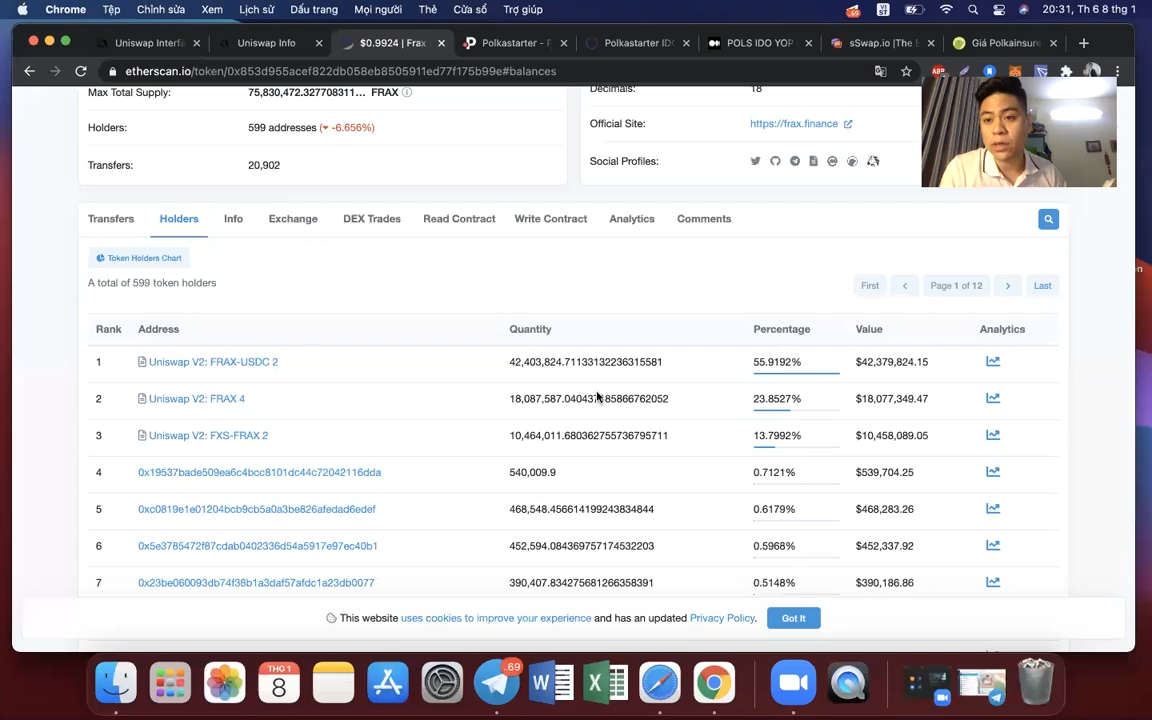 Chrome Tệp Chỉnh sửa Xem Lịch sử Dấu trang Mọi người Thẻ Cửa sổ Trợ giúp .69 VI ST 20:31, Th 6 8 thg 1
Uniswap Interfa Uniswap Info $0.9924 | Frax Polkastarter - P Polkastarter IDO POLS IDO YOP sSwap.io |The B Giá Polkainsure
etherscan.io/token/0x853d955acef822db058eb8505911ed77f175b99e#balances ABP
Max Total Supply: 75,830,472.327708311... FRAX
Decimals: 18
Holders: 599 addresses (-6.656%)
Official Site: https://frax.finance
Transfers: 20,902
Social Profiles:
Transfers Holders Info Exchange DEX Trades Read Contract Write Contract Analytics Comments
Token Holders Chart
A total of 599 token holders
First Page 1 of 12 Last
Rank Address Quantity Percentage Value Analytics
1 Uniswap V2: FRAX-USDC 2 42,403,824.71133132236315581 55.9192% $42,379,824.15
2 Uniswap V2: FRAX 4 23.8527% $18,077,349.47
3 Uniswap V2: FXS-FRAX 2 10,464,011.680362755736795711 13.7992% $10,458,089.05
4 0x19537bade509ea6c4bcc8101dc44c72042116dda 540,009.9 0.7121% $539,704.25
5 0xc0819e1e01204bcb9cb5a0a3be826afedad6edef 468,548.456614199243834844 0.6179% $468,283.26
6 0x5e3785472f87cdab0402336d54a5917e97ec40b1 452,594.084369757174532203 0.5968% $452,337.92
7 0x23be060093db74f38b1a3daf57afdc1a23db0077 390,407.834275681266358391 0.5148% $390,186.86
This website uses cookies to improve your experience and has an updated Privacy Policy. Got It
THG 1
8
.69
W
X